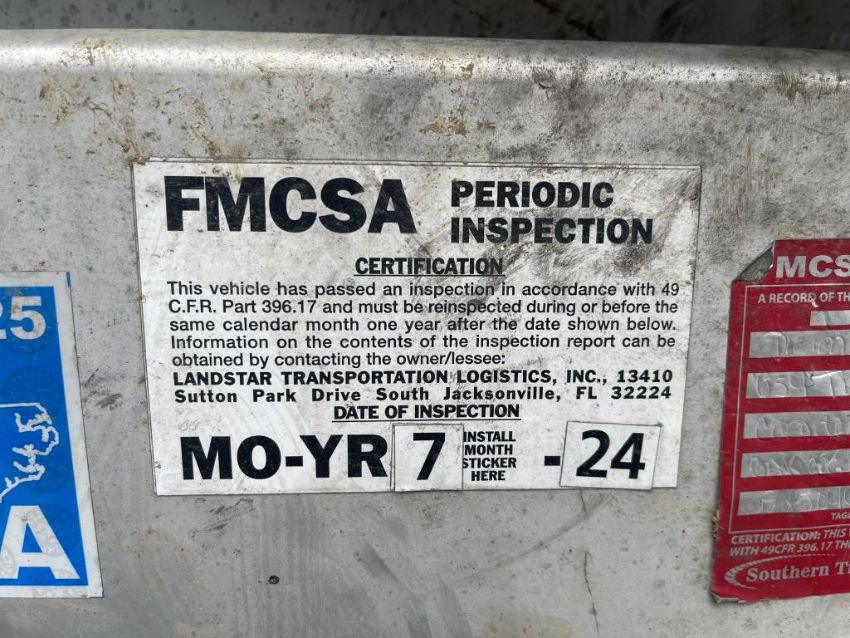 FMCSA
PERIODIC
INSPECTION
CERTIFICATION
This vehicle has passed an inspection in accordance with 49
C.F.R. Part 396.17 and must be reinspected during or before the
same calendar month one year after the date shown below.
Information on the contents of the inspection report can be
obtained by contacting the owner/lessee:
LANDSTAR TRANSPORTATION LOGISTICS, INC., 13410
Sutton Park Drive South Jacksonville, FL 32224
DATE OF INSPECTION
MO-YR 7
INSTALL
MONTH
STICKER
HERE
- 24
25
A
MCS
A RECORD OF TH
TAG
CERTIFICATION: THIS
WITH 49CFR 396.17 TH
Southern T